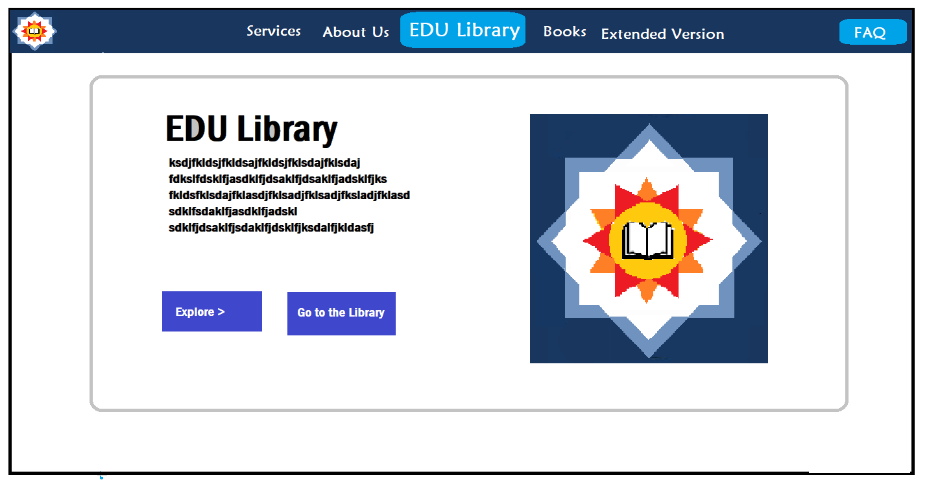 Services About Us EDU Library Books Extended Version FAQ
EDU Library
ksdjfkldsjfkldsajfkldsjfklsdajfklsdaj
fdkslfdsklfjasdklfjdsaklfjdsaklfjadsklfjks
fkldsfklsdajfklasdjfklsadjfklsadjfksladjfklasd
sdklfsdaklfjasdklfjadskl
sdklfjdsaklfjsdaklfjdsklfjksdalfjkldasfj
Explore > Go to the Library